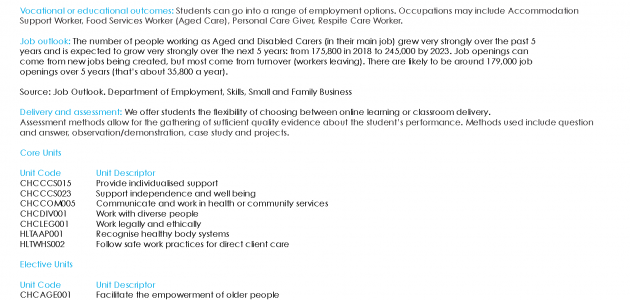 Vocational or educational outcomes: Students can go into a range of employment options. Occupations may include Accommodation
Support Worker, Food Services Worker (Aged Care), Personal Care Giver, Respite Care Worker.
Job outlook: The number of people working as Aged and Disabled Carers (in their main job) grew very strongly over the past 5
years and is expected to grow very strongly over the next 5 years: from 175,800 in 2018 to 245,000 by 2023. Job openings can
come from new jobs being created, but most come from turnover (workers leaving). There are likely to be around 179,000 job
openings over 5 years (that's about 35,800 a year).
Source: Job Outlook. Department of Employment, Skills, Small and Family Business
Delivery and assessment: We offer students the flexibility of choosing between online learning or classroom delivery.
Assessment methods allow for the gathering of sufficient quality evidence about the student's performance. Methods used include question
and answer, observation/demonstration, case study and projects.
Core Units
Unit Code Unit Descriptor
CHCCCS015 Provide individualised support
CHCCCS023 Support independence and well being
CHCCOM005 Communicate and work in health or community services
CHCDIV001 Work with diverse people
CHCLEG001 Work legally and ethically
HLTAAP001 Recognise healthy body systems
HLTWHS002 Follow safe work practices for direct client care
Elective Units
Unit Code Unit Descriptor
CHCAGE001 Facilitate the empowerment of older people